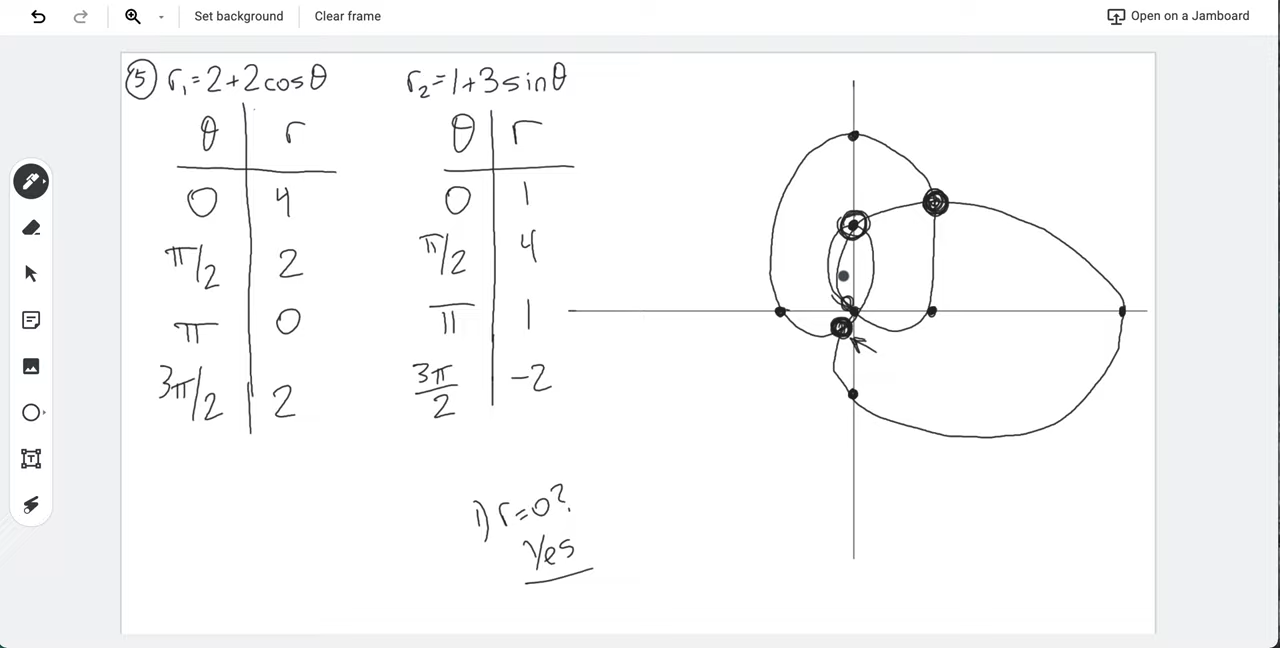 Set background
Clear frame
Open on a Jamboard
⑤ r₁=2+2cosθ
θ r
0 4
π/2 2
π 0
3π/2 2
r₂=1+3sinθ
θ r
0 1
π/2 4
π 1
3π/2 -2
1) r=0?
Yes